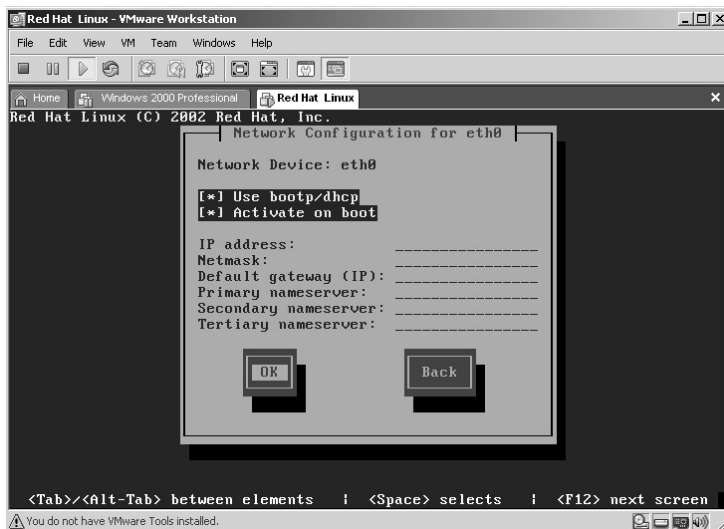 Red Hat Linux - VMware Workstation
File Edit View VM Team Windows Help
Home Windows 2000 Professional Red Hat Linux
Red Hat Linux (C) 2002 Red Hat, Inc.
Network Configuration for eth0
Network Device: eth0
[*] Use bootp/dhcp
[*] Activate on boot
IP address:
Netmask:
Default gateway (IP):
Primary nameserver:
Secondary nameserver:
Tertiary nameserver:
OK Back
<Tab>/<Alt-Tab> between elements | <Space> selects | <F12> next screen
You do not have VMware Tools installed.